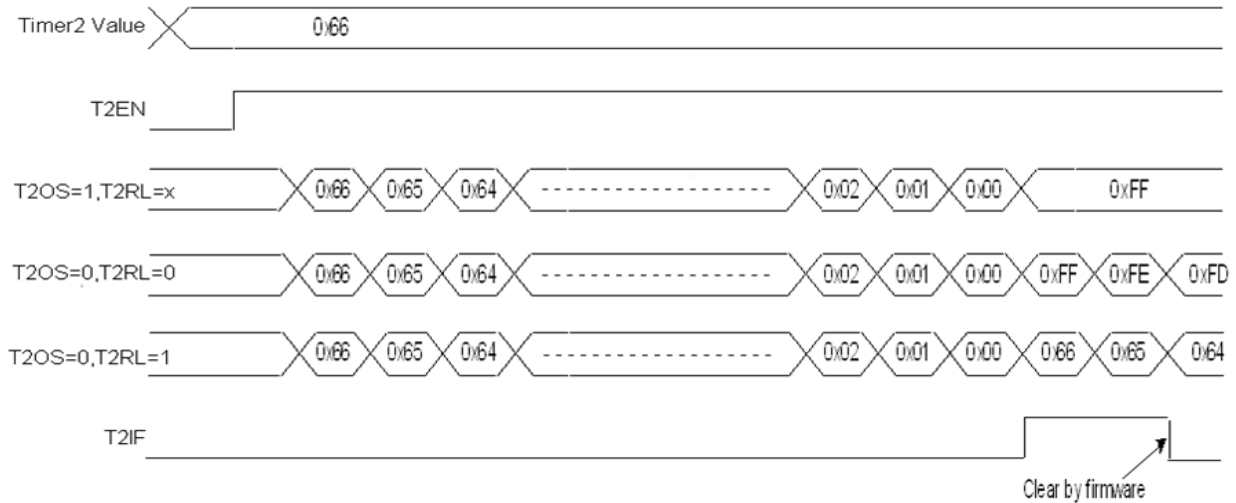 Timer2 Value 0x66
T2EN
T2OS=1,T2RL=x 0x66 0x65 0x64 0x02 0x01 0x00 0xFF
T2OS=0,T2RL=0 0x66 0x65 0x64 0x02 0x01 0x00 0xFF 0xFE 0xFD
T2OS=0,T2RL=1 0x66 0x65 0x64 0x02 0x01 0x00 0x66 0x65 0x64
T2IF
Clear by firmware